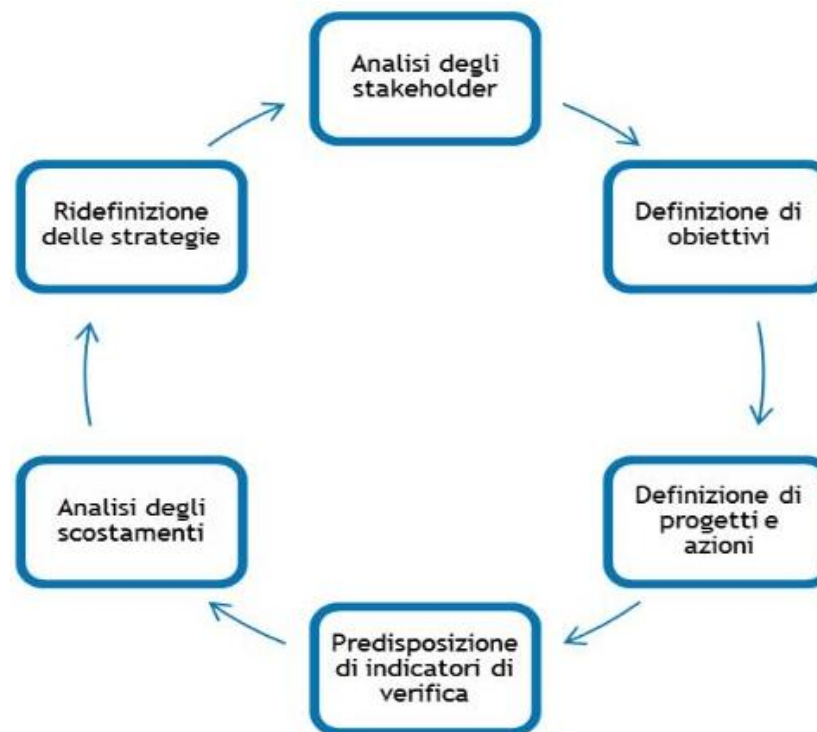 Analisi degli
stakeholder
Definizione di
obiettivi
Definizione di
progetti e
azioni
Predisposizione
di indicatori di
verifica
Analisi degli
scostamenti
Ridefinizione
delle strategie